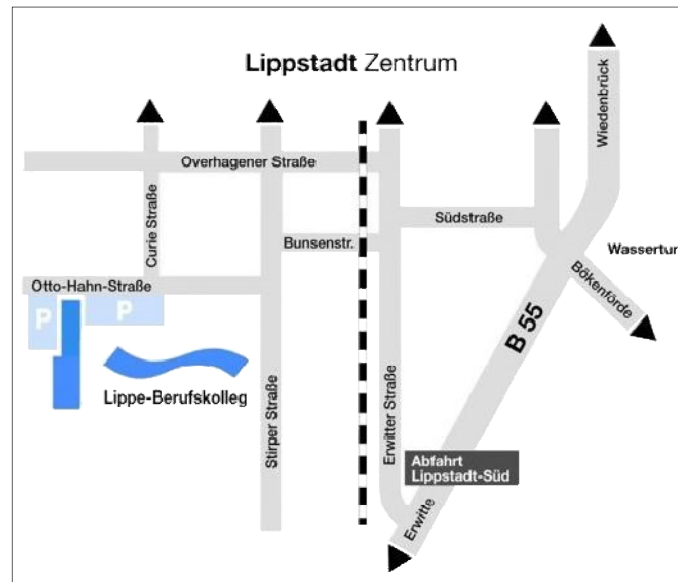 Lippstadt Zentrum
Wiedenbrück
Overhagener Straße
Curie Straße
Südstraße
Bunsenstr.
Wassertur
Bökenförde
Otto-Hahn-Straße
P
P
B 55
Lippe-Berufskolleg
Stirper Straße
Erwitter Straße
Abfahrt
Lippstadt-Süd
Erwitte